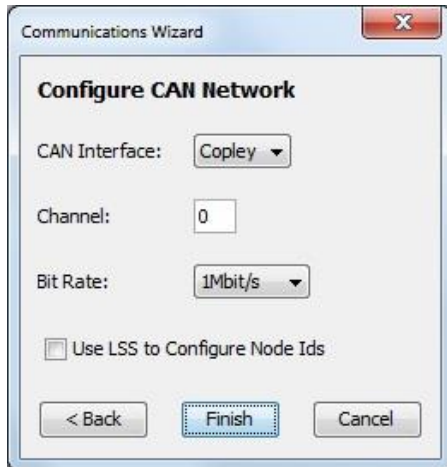 Communications Wizard
Configure CAN Network
CAN Interface: Copley
Channel: 0
Bit Rate: 1Mbit/s
Use LSS to Configure Node Ids
< Back Finish Cancel